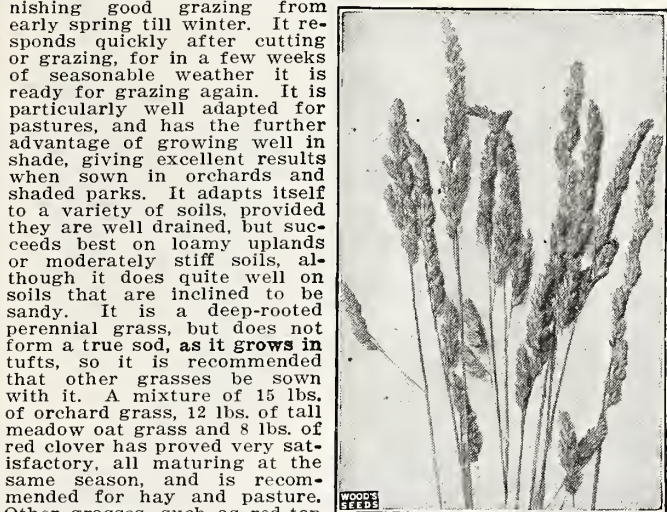 nishing good grazing from
early spring till winter. It re-
sponds quickly after cutting
or grazing, for in a few weeks
of seasonable weather it is
ready for grazing again. It is
particularly well adapted for
pastures, and has the further
advantage of growing well in
shade, giving excellent results
when sown in orchards and
shaded parks. It adapts itself
to a variety of soils, provided
they are well drained, but suc-
ceeds best on loamy uplands
or moderately stiff soils, al-
though it does quite well on
soils that are inclined to be
sandy. It is a deep-rooted
perennial grass, but does not
form a true sod, as it grows in
tufts, so it is recommended
that other grasses be sown
with it. A mixture of 15 lbs.
of orchard grass, 12 lbs. of tall
meadow oat grass and 8 lbs. of
red clover has proved very sat-
isfactory, all maturing at the
same season, and is recom-
mended for hay and pasture.
Other grasses, such as red top
WOOD'S
SEEDS